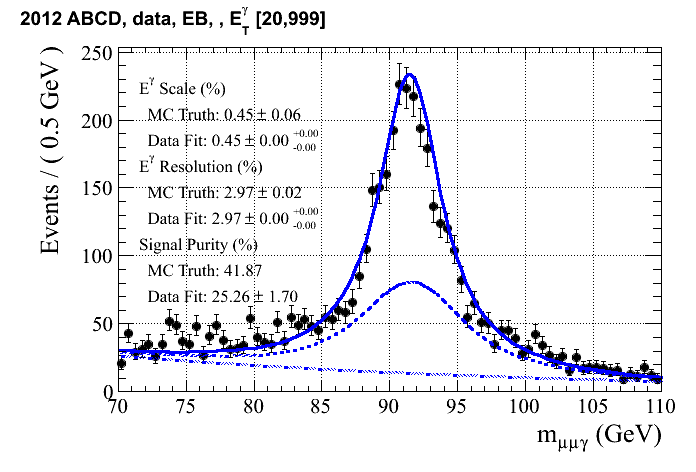 2012 ABCD, data, EB, , E_T^γ [20,999]
Events / ( 0.5 GeV )
250
200
150
100
50
0
E^γ Scale (%)
MC Truth: 0.45 ± 0.06
Data Fit: 0.45 ± 0.00 +0.00 -0.00
E^γ Resolution (%)
MC Truth: 2.97 ± 0.02
Data Fit: 2.97 ± 0.00 +0.00 -0.00
Signal Purity (%)
MC Truth: 41.87
Data Fit: 25.26 ± 1.70
70 75 80 85 90 95 100 105 110
m_μμγ (GeV)